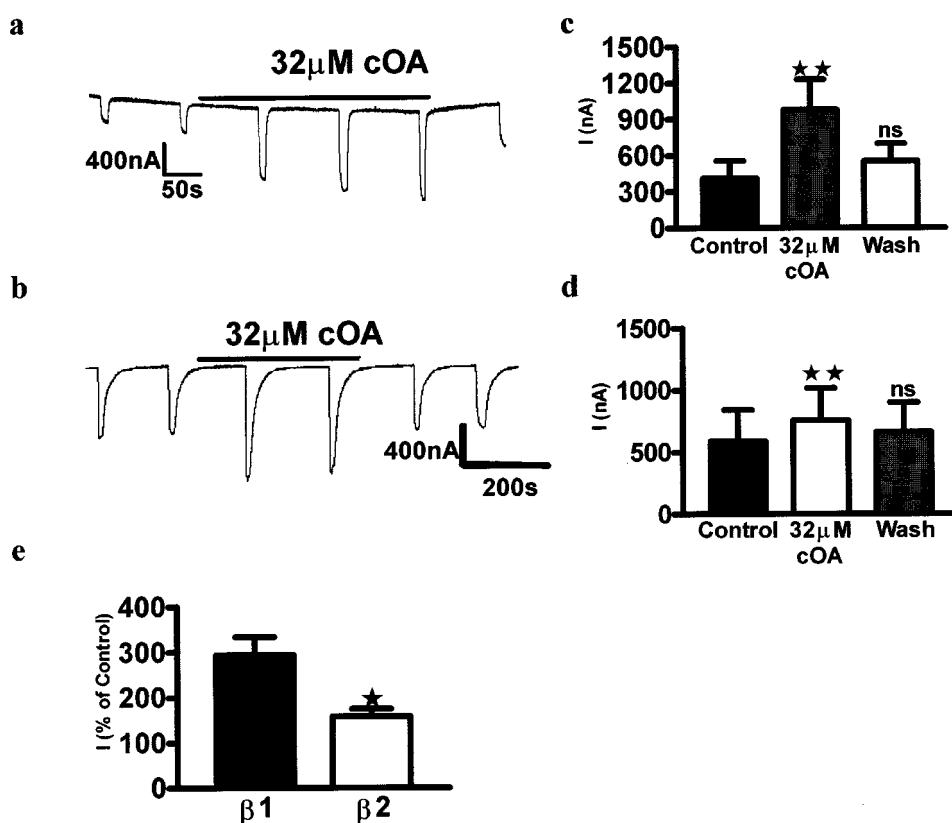 a
32μM cOA
400nA
50s
c
1500
1200
900
600
300
0
I (nA)
★★
ns
Control
32μM
cOA
Wash
b
32μM cOA
400nA
200s
d
1500
1000
500
0
I (nA)
★★
ns
Control
32μM
cOA
Wash
e
400
300
200
100
0
I (% of Control)
★
β1
β2